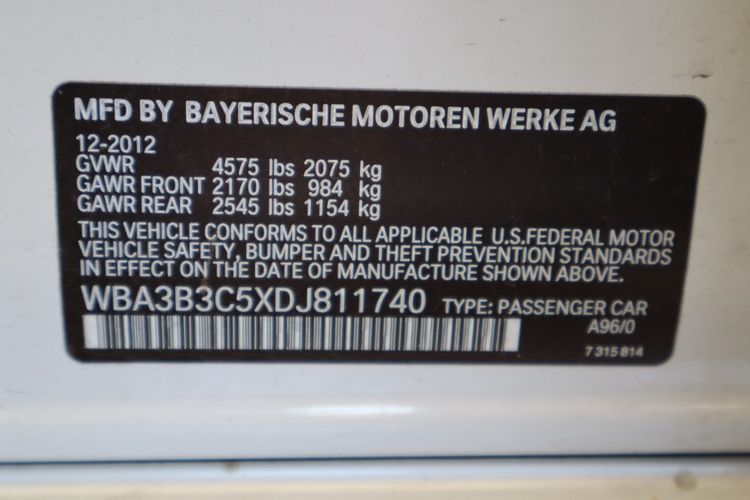 MFD BY BAYERISCHE MOTOREN WERKE AG
12-2012
GVWR 4575 lbs 2075 kg
GAWR FRONT 2170 lbs 984 kg
GAWR REAR 2545 lbs 1154 kg
THIS VEHICLE CONFORMS TO ALL APPLICABLE U.S.FEDERAL MOTOR
VEHICLE SAFETY, BUMPER AND THEFT PREVENTION STANDARDS
IN EFFECT ON THE DATE OF MANUFACTURE SHOWN ABOVE.
WBA3B3C5XDJ811740 TYPE: PASSENGER CAR
A96/0
7 315 814